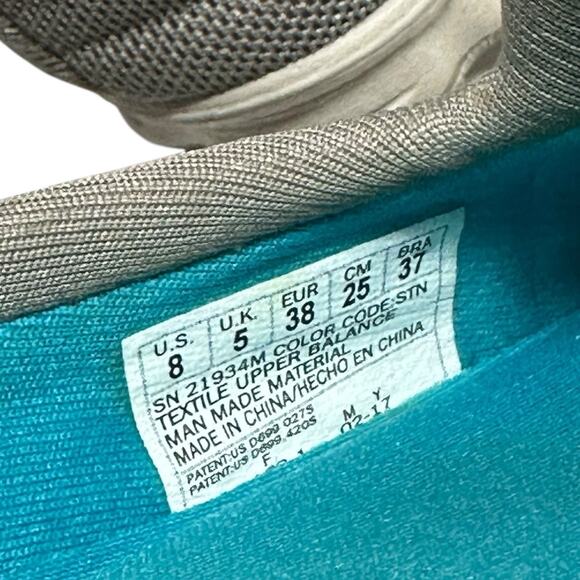 U.S. U.K. EUR CM BRA
8 5 38 25 37
SN 21934M COLOR CODE:STN
TEXTILE UPPER BALANCE
MAN MADE MATERIAL
MADE IN CHINA/HECHO EN CHINA
PATENT-US D699 027S
PATENT-US D699,420S
F M Y
02-17